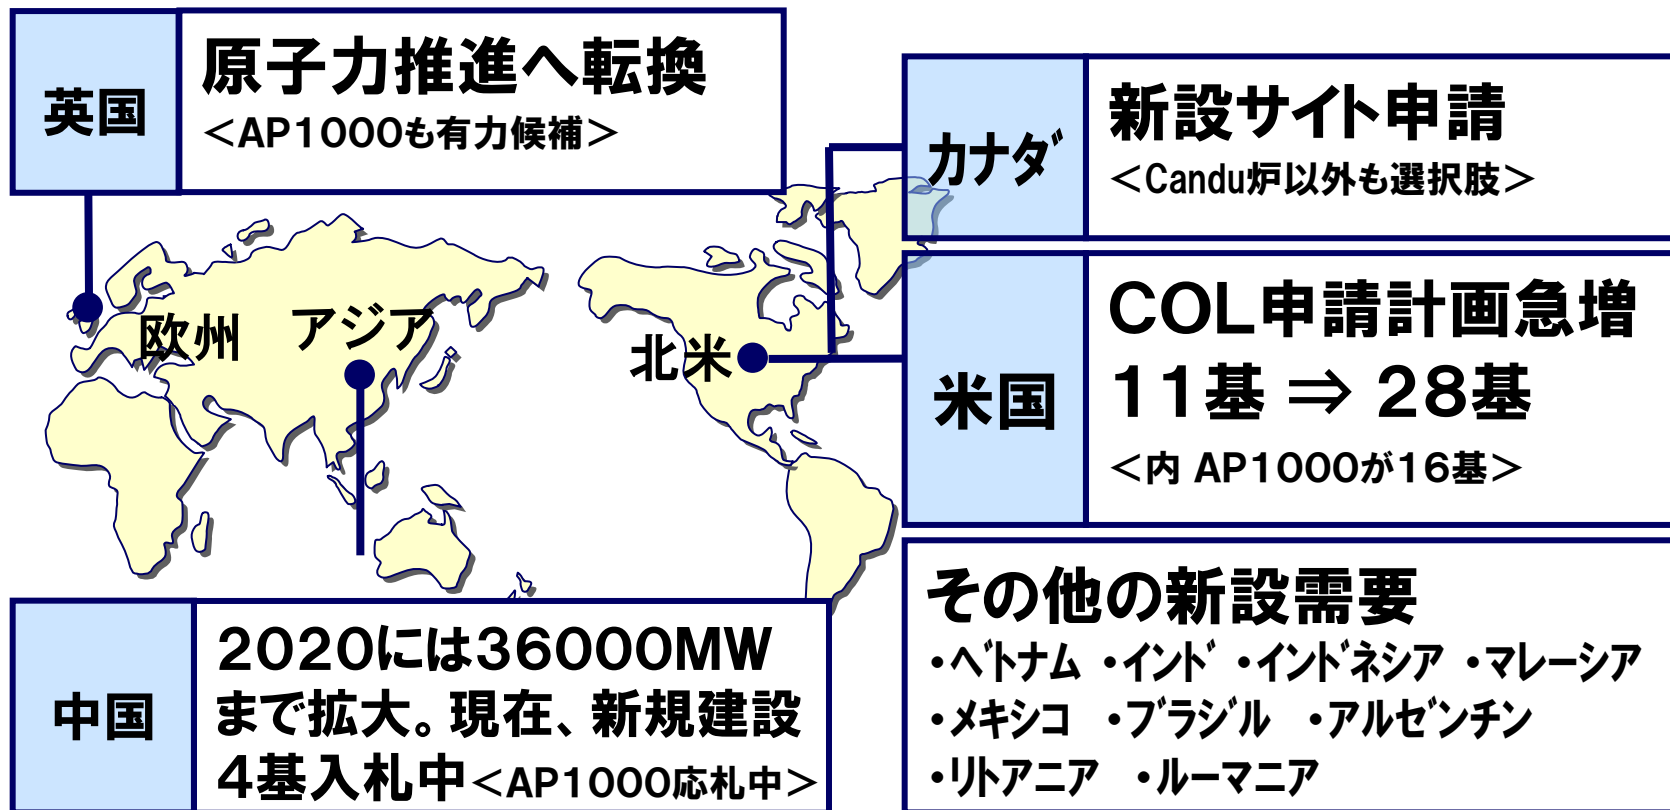 英国
原子力推進へ転換
＜AP1000も有力候補＞
カナダ
新設サイト申請
＜Candu炉以外も選択肢＞
欧州
アジア
北米
米国
COL申請計画急増
11基 ⇒ 28基
＜内 AP1000が16基＞
中国
2020には36000MW
まで拡大。現在、新規建設
4基入札中＜AP1000応札中＞
その他の新設需要
・ベトナム ・インド ・インドネシア ・マレーシア
・メキシコ ・ブラジル ・アルゼンチン
・リトアニア ・ルーマニア